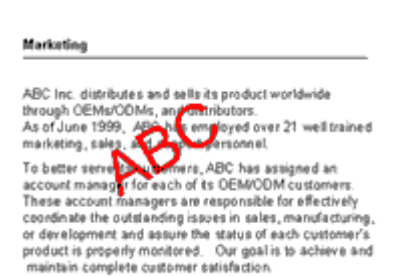 Marketing
ABC Inc. distributes and sells its product worldwide
through OEMs/ODMs, and distributors.
As of June 1999, ABC has employed over 21 well trained
marketing, sales, and personnel.
To better serve customers, ABC has assigned an
account manager for each of its OEM/ODM customers.
These account managers are responsible for effectively
coordinate the outstanding issues in sales, manufacturing,
or development and assure the status of each customer's
product is properly monitored. Our goal is to achieve and
maintain complete customer satisfaction.
ABC